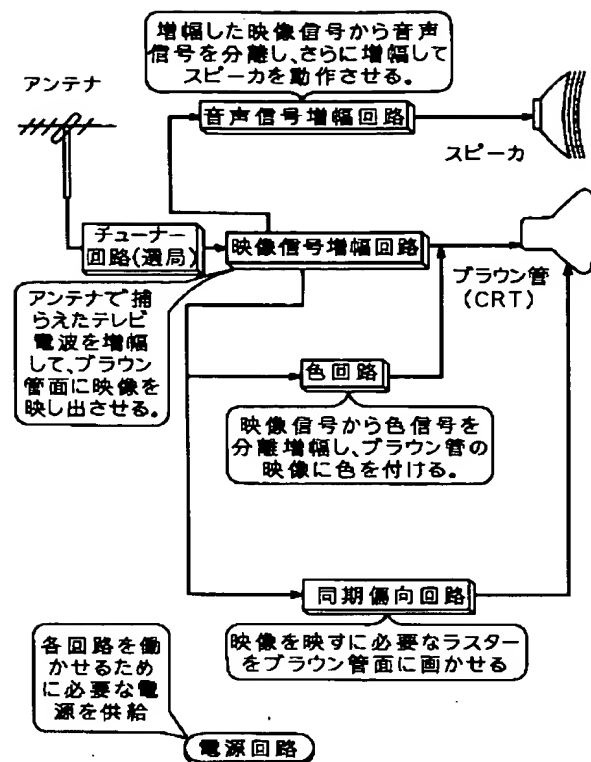 増幅した映像信号から音声
信号を分離し、さらに増幅して
スピーカを動作させる。
アンテナ
音声信号増幅回路
スピーカ
チューナー
回路(選局)
映像信号増幅回路
ブラウン管
(CRT)
アンテナで捕
らえたテレビ
電波を増幅
して、ブラウン
管面に映像を
映し出させる。
色回路
映像信号から色信号を
分離増幅し、ブラウン管の
映像に色を付ける。
同期偏向回路
映像を映すに必要なラスター
をブラウン管面に画かせる
各回路を働
かせるため
に必要な電
源を供給
電源回路